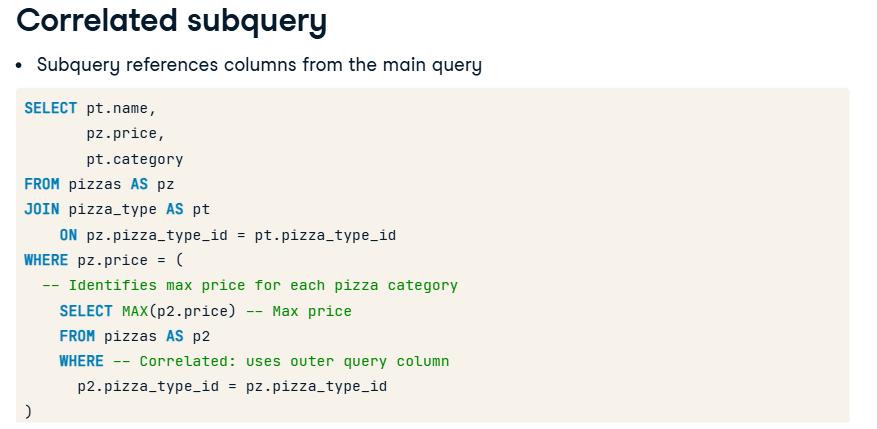 Correlated subquery
• Subquery references columns from the main query
SELECT pt.name,
       pz.price,
       pt.category
FROM pizzas AS pz
JOIN pizza_type AS pt
    ON pz.pizza_type_id = pt.pizza_type_id
WHERE pz.price = (
  -- Identifies max price for each pizza category
    SELECT MAX(p2.price) -- Max price
    FROM pizzas AS p2
    WHERE -- Correlated: uses outer query column
      p2.pizza_type_id = pz.pizza_type_id
)